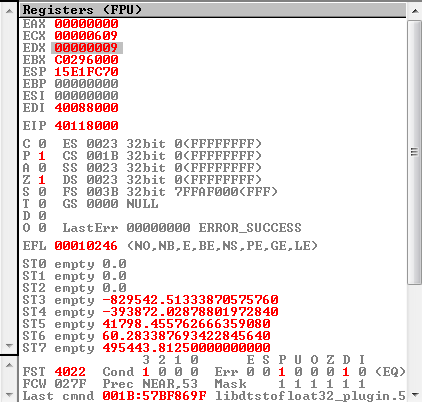 Registers (FPU)
EAX 00000000
ECX 00000609
EDX 00000009
EBX C0296000
ESP 15E1FC70
EBP 00000000
ESI 00000000
EDI 40088000
EIP 40118000
C 0 ES 0023 32bit 0(FFFFFFFF)
P 1 CS 001B 32bit 0(FFFFFFFF)
A 0 SS 0023 32bit 0(FFFFFFFF)
Z 1 DS 0023 32bit 0(FFFFFFFF)
S 0 FS 003B 32bit 7FFAF000(FFF)
T 0 GS 0000 NULL
D 0
O 0 LastErr 00000000 ERROR_SUCCESS
EFL 00010246 (NO,NB,E,BE,NS,PE,GE,LE)
ST0 empty 0.0
ST1 empty 0.0
ST2 empty 0.0
ST3 empty -829542.51333870575760
ST4 empty -393872.02878801972840
ST5 empty 41798.455762666359080
ST6 empty 60.283387693422845640
ST7 empty 495443.81250000000000
3 2 1 0 E S P U O Z D I
FST 4022 Cond 1 0 0 0 Err 0 0 1 0 0 0 1 0 (EQ)
FCW 027F Prec NEAR,53 Mask 1 1 1 1 1 1
Last cmnd 001B:57BF869F libdtstofloat32_plugin.5